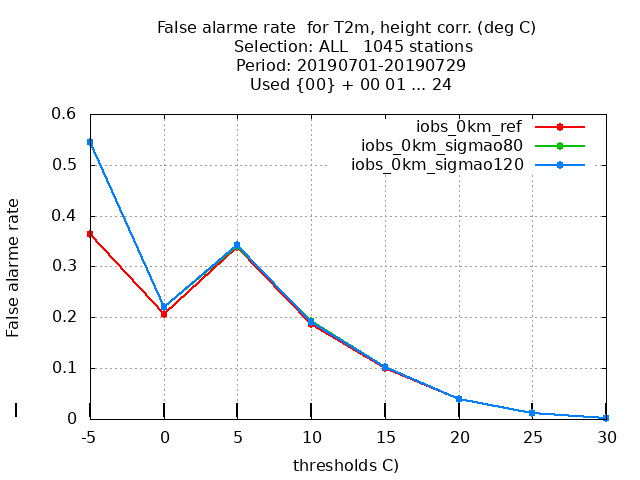 False alarme rate  for T2m, height corr. (deg C)
Selection: ALL   1045 stations
Period: 20190701-20190729
Used {00} + 00 01 ... 24
iobs_0km_ref
iobs_0km_sigmao80
iobs_0km_sigmao120
False alarme rate
0.6
0.5
0.4
0.3
0.2
0.1
0
-5 0 5 10 15 20 25 30
thresholds C)